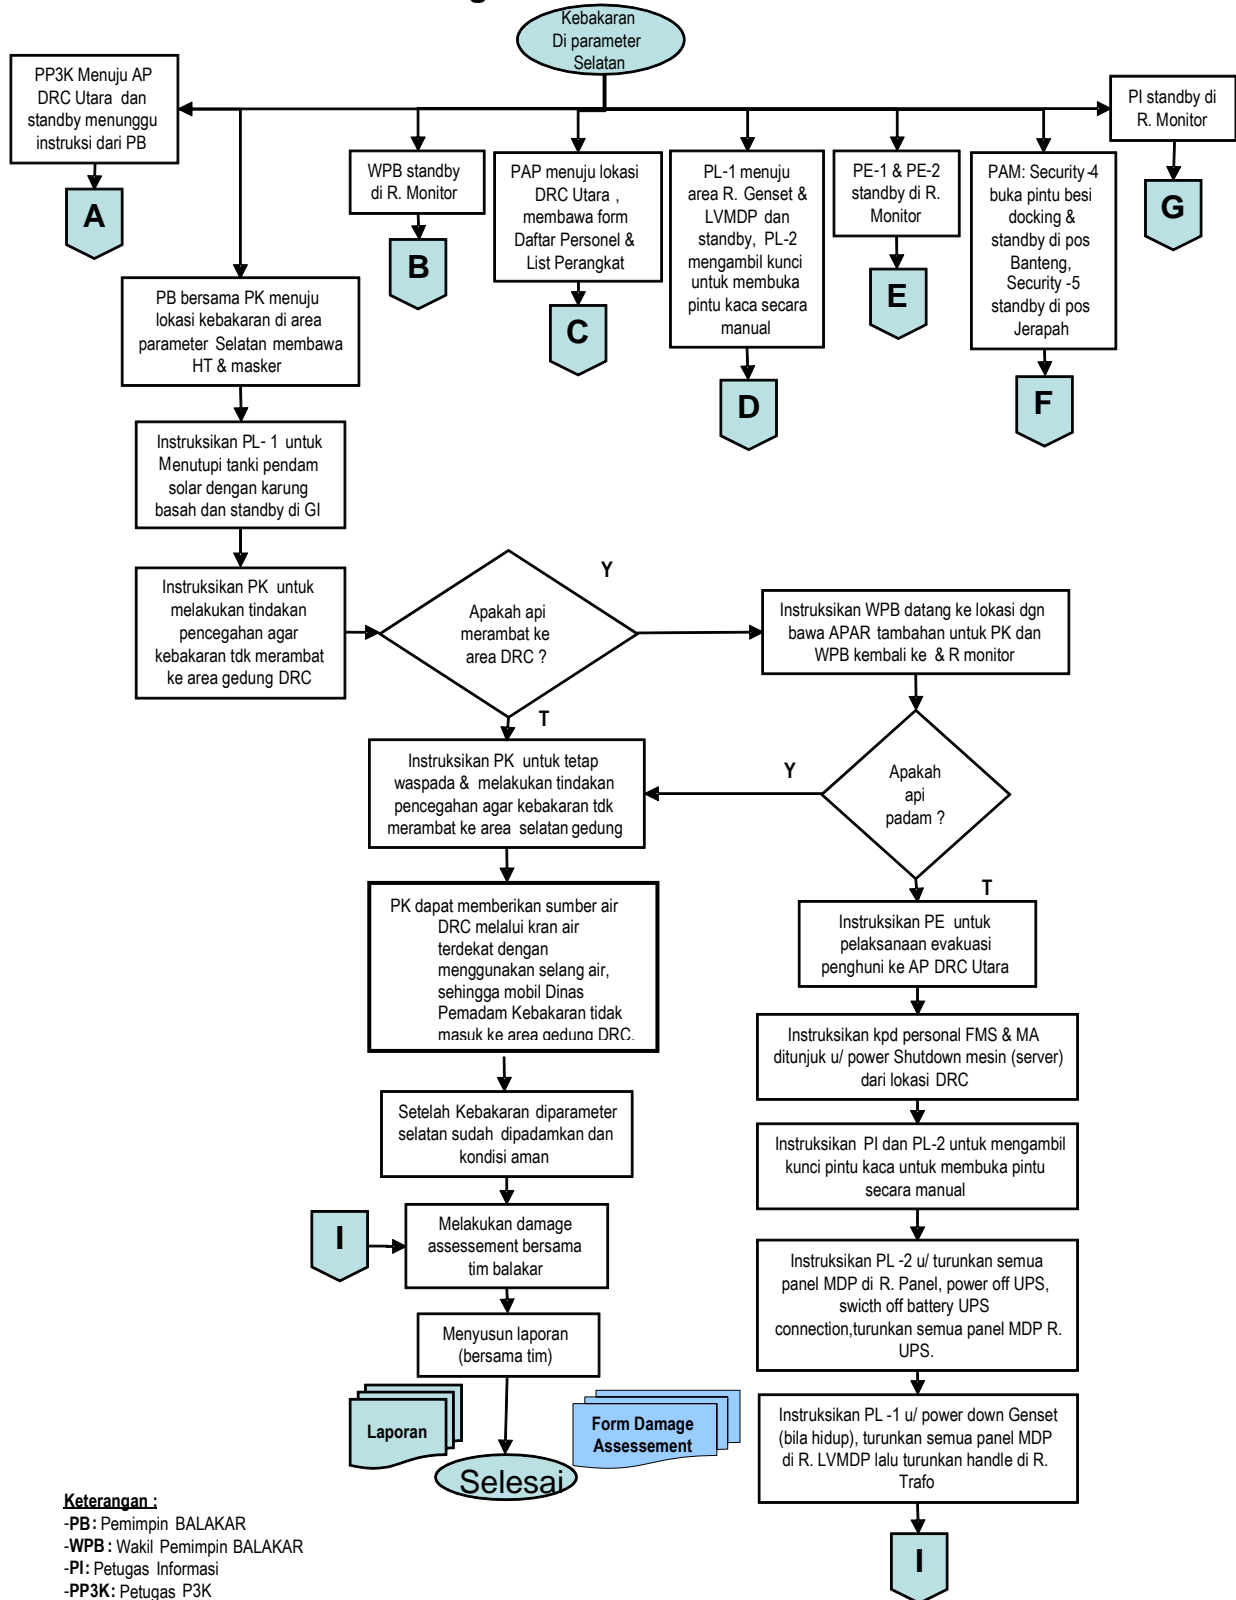 Kebakaran
Di parameter
Selatan
PP3K Menuju AP
DRC Utara dan
standby menunggu
instruksi dari PB
A
WPB standby
di R. Monitor
B
PAP menuju lokasi
DRC Utara ,
membawa form
Daftar Personel &
List Perangkat
C
PL-1 menuju
area R. Genset &
LVMDP dan
standby, PL-2
mengambil kunci
untuk membuka
pintu kaca secara
manual
D
PE-1 & PE-2
standby di R.
Monitor
E
PAM: Security-4
buka pintu besi
docking &
standby di pos
Banteng,
Security -5
standby di pos
Jerapah
F
PI standby di
R. Monitor
G
PB bersama PK menuju
lokasi kebakaran di area
parameter Selatan membawa
HT & masker
Instruksikan PL- 1 untuk
Menutupi tanki pendam
solar dengan karung
basah dan standby di GI
Instruksikan PK untuk
melakukan tindakan
pencegahan agar
kebakaran tdk merambat
ke area gedung DRC
Apakah api
merambat ke
area DRC ?
Y
T
Instruksikan WPB datang ke lokasi dgn
bawa APAR tambahan untuk PK dan
WPB kembali ke & R monitor
Apakah
api
padam ?
Y
T
Instruksikan PK untuk tetap
waspada & melakukan tindakan
pencegahan agar kebakaran tdk
merambat ke area selatan gedung
PK dapat memberikan sumber air
DRC melalui kran air
terdekat dengan
menggunakan selang air,
sehingga mobil Dinas
Pemadam Kebakaran tidak
masuk ke area gedung DRC.
Setelah Kebakaran diparameter
selatan sudah dipadamkan dan
kondisi aman
I
Melakukan damage
assessment bersama
tim balakar
Menyusun laporan
(bersama tim)
Laporan
Form Damage
Assessement
Selesai
Instruksikan PE untuk
pelaksanaan evakuasi
penghuni ke AP DRC Utara
Instruksikan kpd personal FMS & MA
ditunjuk u/ power Shutdown mesin (server)
dari lokasi DRC
Instruksikan PI dan PL-2 untuk mengambil
kunci pintu kaca untuk membuka pintu
secara manual
Instruksikan PL -2 u/ turunkan semua
panel MDP di R. Panel, power off UPS,
swicth off battery UPS
connection,turunkan semua panel MDP R.
UPS.
Instruksikan PL -1 u/ power down Genset
(bila hidup), turunkan semua panel MDP
di R. LVMDP lalu turunkan handle di R.
Trafo
I
Keterangan :
-PB: Pemimpin BALAKAR
-WPB : Wakil Pemimpin BALAKAR
-PI: Petugas Informasi
-PP3K: Petugas P3K